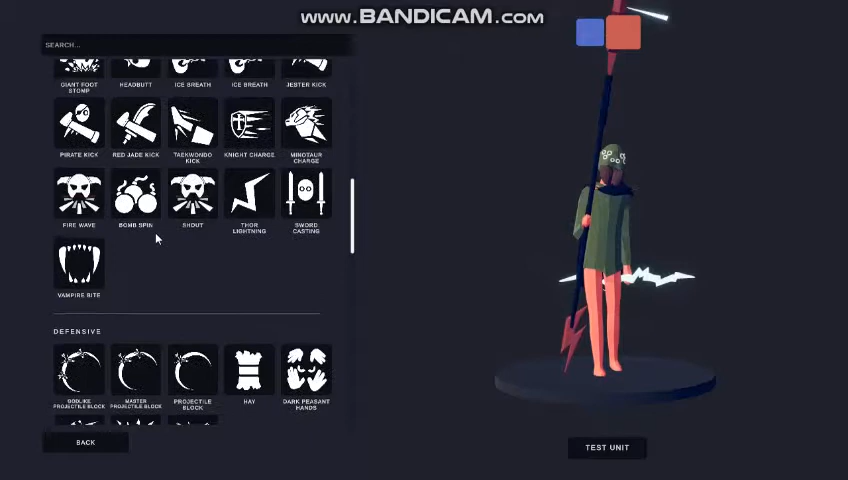 www.BANDICAM.com
SEARCH...
GIANT FOOT STOMP
HEADBUTT
ICE BREATH
ICE BREATH
JESTER KICK
PIRATE KICK
RED JADE KICK
TAEKWONDO KICK
KNIGHT CHARGE
MINOTAUR CHARGE
FIRE WAVE
BOMB SPIN
SHOUT
THOR LIGHTNING
SWORD CASTING
VAMPIRE BITE
DEFENSIVE
GODLIKE PROJECTILE BLOCK
MASTER PROJECTILE BLOCK
PROJECTILE BLOCK
HAY
DARK PEASANT HANDS
BACK
TEST UNIT